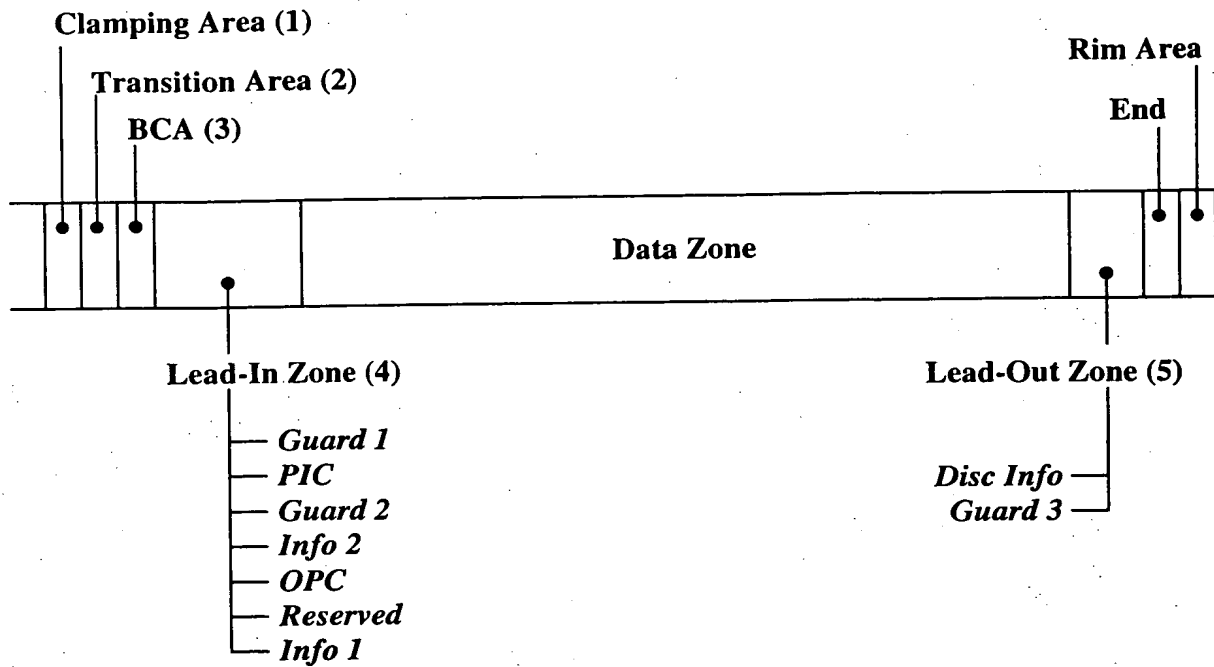 Clamping Area (1)
Transition Area (2)
BCA (3)
Rim Area
End
Data Zone
Lead-In Zone (4)
Guard 1
PIC
Guard 2
Info 2
OPC
Reserved
Info 1
Lead-Out Zone (5)
Disc Info
Guard 3